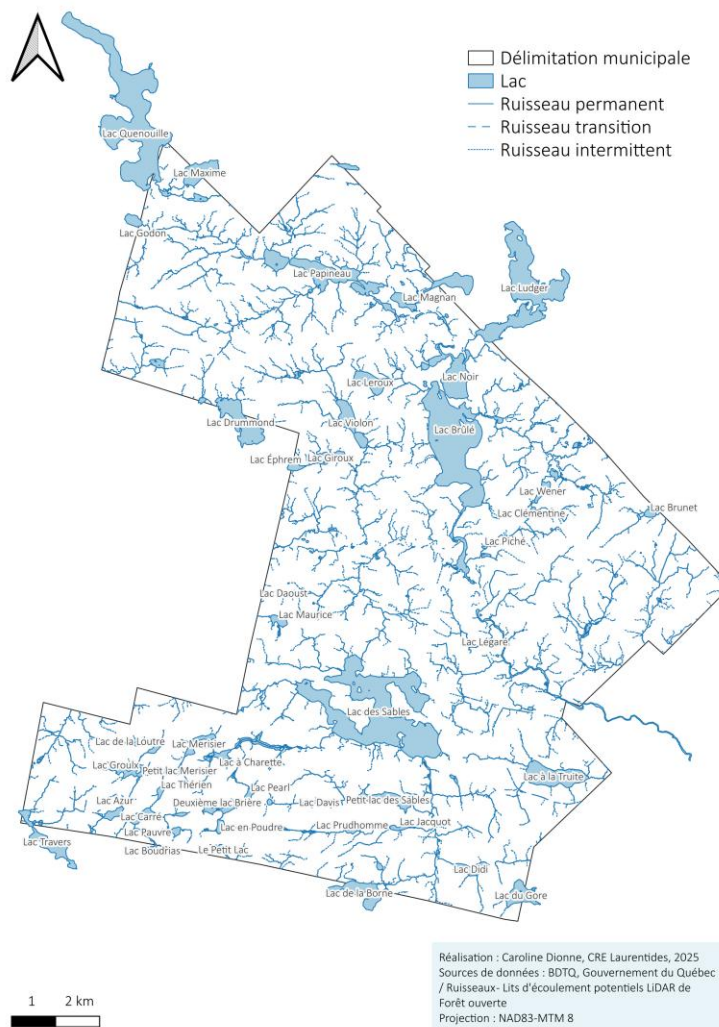 Délimitation municipale
Lac
Ruisseau permanent
Ruisseau transition
Ruisseau intermittent
Lac Quenouille
Lac Maxime
Lac Godon
Lac Papineau
Lac Magnan
Lac Ludger
Lac Leroux
Lac Noir
Lac Drummond
Lac Violon
Lac Brûlé
Lac Éphrem
Lac Giroux
Lac Wener
Lac Clémentine
Lac Brunet
Lac Piché
Lac Daoust
Lac Maurice
Lac Légaré
Lac des Sables
Lac de la Loutre
Lac Merisier
Lac à Charette
Lac Groulx
Petit lac Merisier
Lac à la Truite
Lac Thérien
Lac Pearl
Lac Azur
Deuxième lac Brière
Lac Davis
Petit lac des Sables
Lac Carré
Lac Pauvre
Lac en Poudre
Lac Prudhomme
Lac Jacquot
Lac Travers
Lac Boudrias
Le Petit Lac
Lac Didi
Lac de la Borne
Lac du Gore
Réalisation : Caroline Dionne, CRE Laurentides, 2025
Sources de données : BDTQ, Gouvernement du Québec
/ Ruisseaux- Lits d'écoulement potentiels LiDAR de
Forêt ouverte
Projection : NAD83-MTM 8
1 2 km